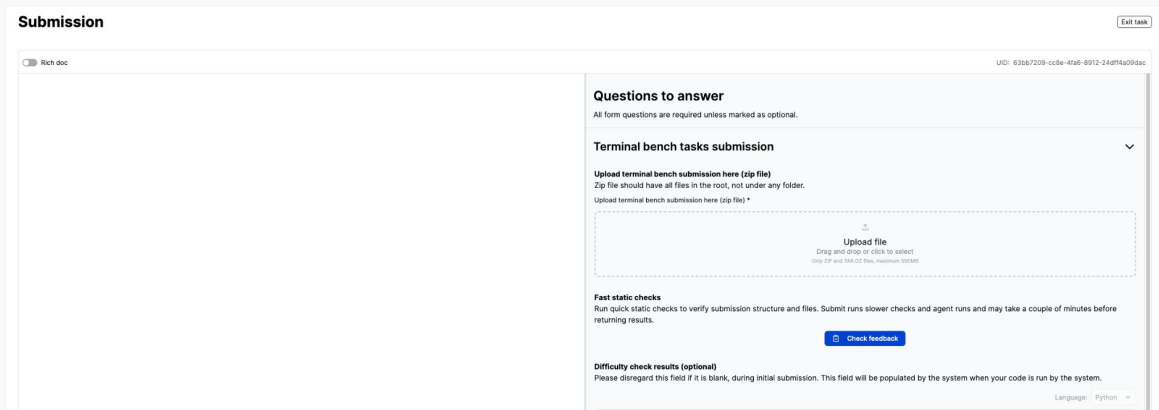 Submission
Exit task
Rich doc
UID: 63bb7209-cc8e-4fa6-8912-24dff4a09dac
Questions to answer
All form questions are required unless marked as optional.
Terminal bench tasks submission
Upload terminal bench submission here (zip file)
Zip file should have all files in the root, not under any folder.
Upload terminal bench submission here (zip file) *
Upload file
Drag and drop or click to select
Only ZIP and TAR.GZ files, maximum 500MB
Fast static checks
Run quick static checks to verify submission structure and files. Submit runs slower checks and agent runs and may take a couple of minutes before
returning results.
Check feedback
Difficulty check results (optional)
Please disregard this field if it is blank, during initial submission. This field will be populated by the system when your code is run by the system.
Language: Python